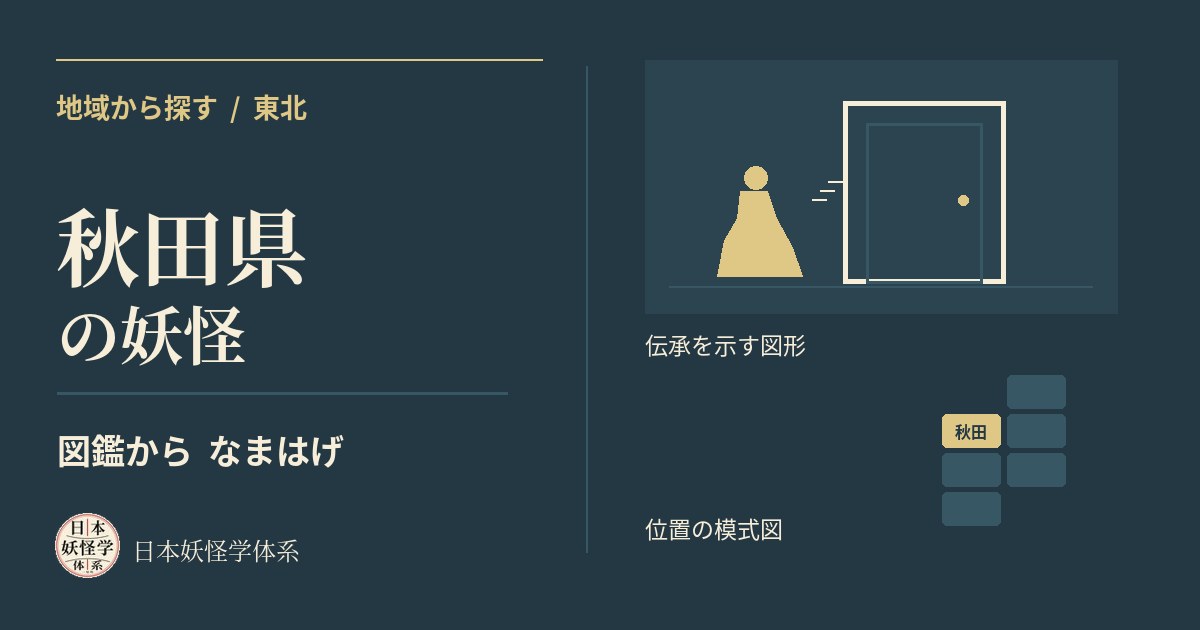 地域から探す / 東北
秋田県
の妖怪
図鑑から なまはげ
日本
妖怪学
体系
日本妖怪学体系
伝承を示す図形
秋田
位置の模式図